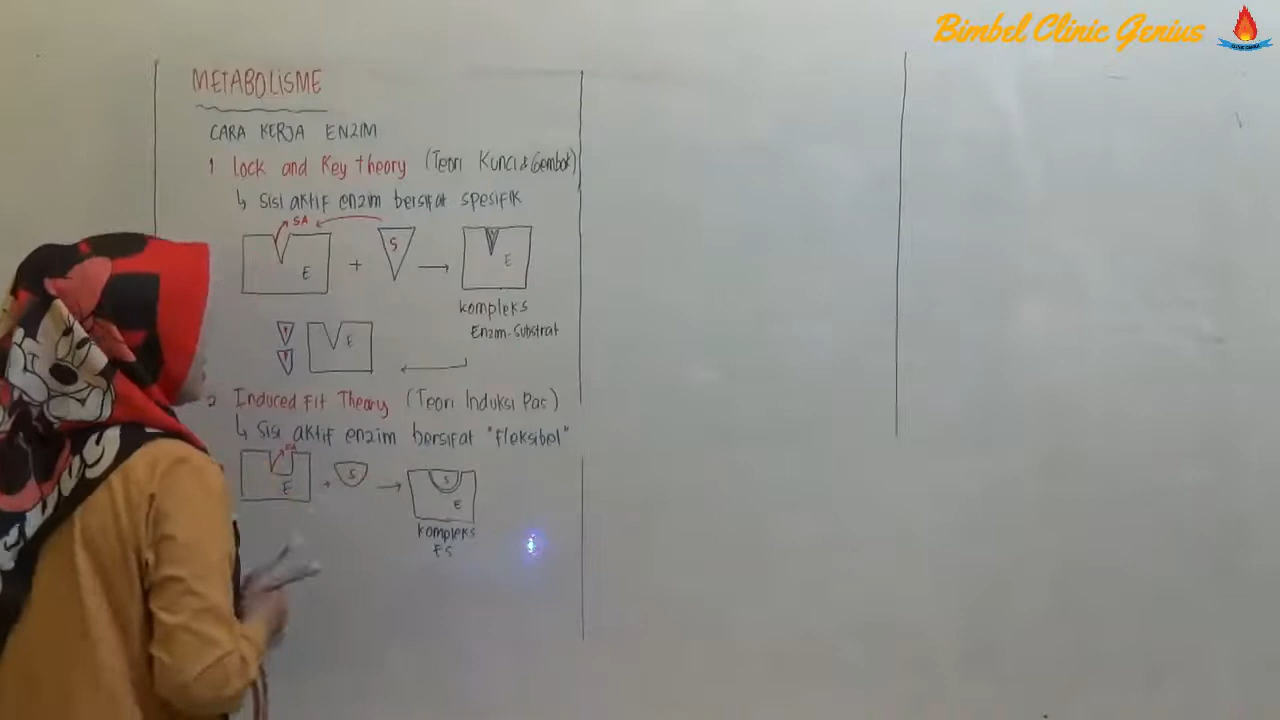 Bimbel Clinic Genius
METABOLISME
CARA KERJA ENZIM
1 Lock and Key theory (Teori Kunci & Gembok)
↳ Sisi aktif enzim bersifat spesifik
SA
E + S → E
kompleks
Enzim-Substrat
E
2 Induced Fit Theory (Teori Induksi Pas)
↳ Sisi aktif enzim bersifat "fleksibel"
SA
E + S → S E
kompleks
ES